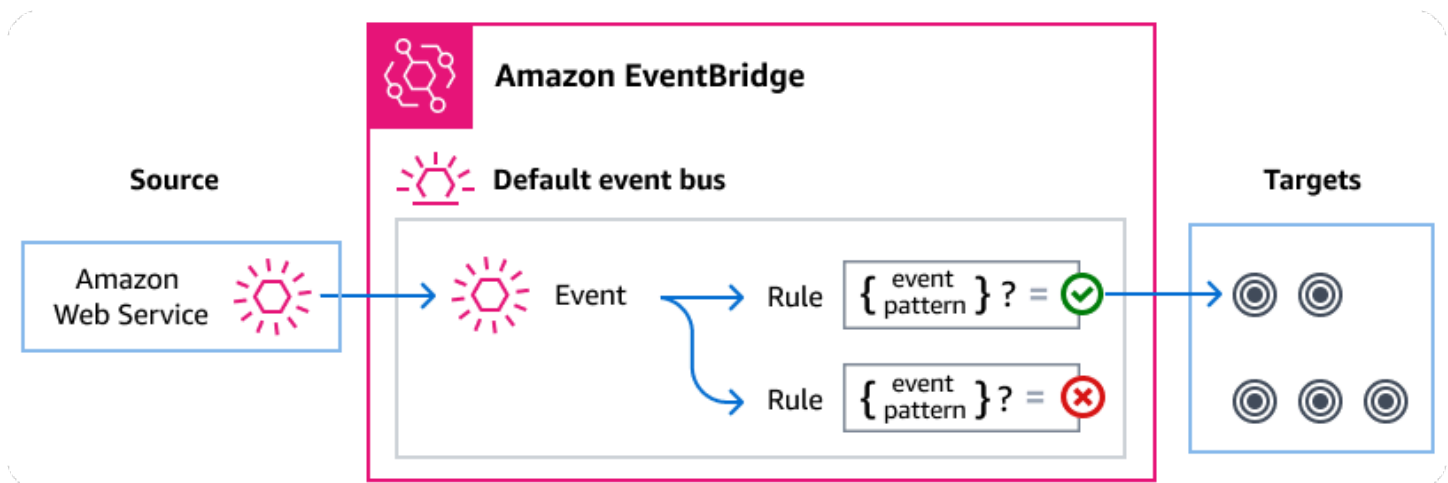 Amazon EventBridge
Source
Default event bus
Targets
Amazon
Web Service
Event
Rule
{ event
pattern } ? =
Rule
{ event
pattern } ? =